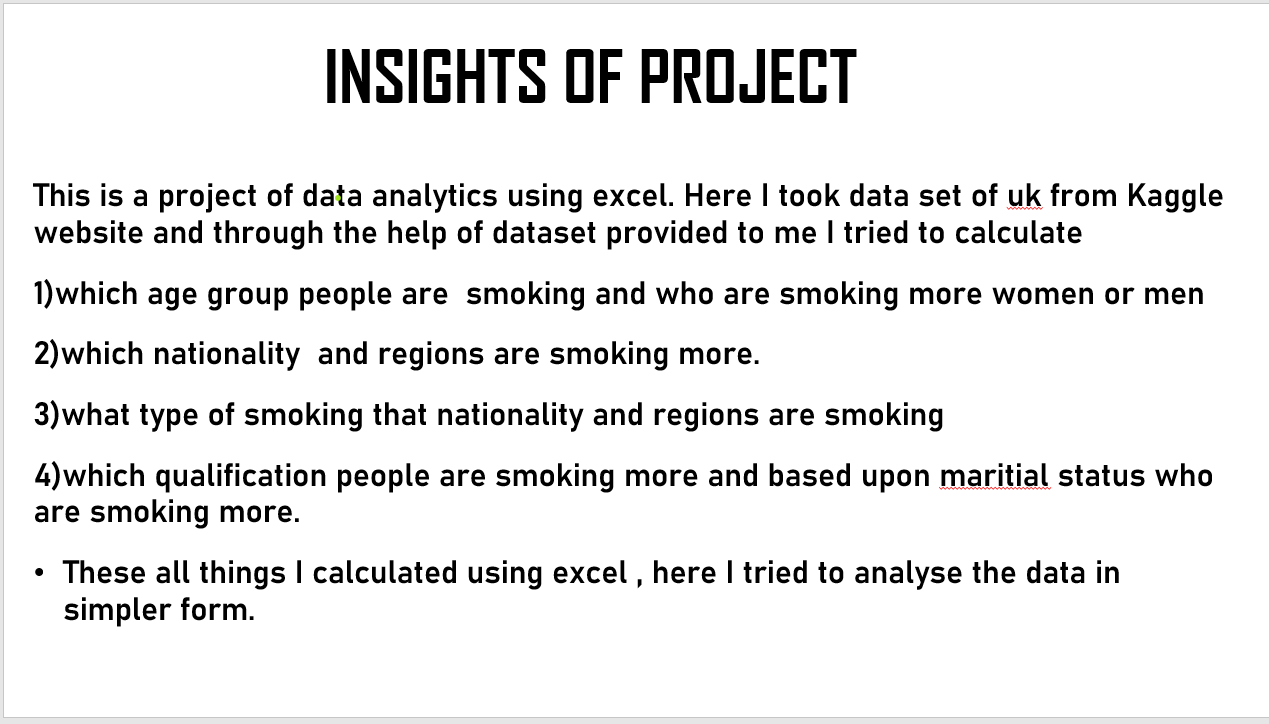 INSIGHTS OF PROJECT
This is a project of data analytics using excel. Here I took data set of uk from Kaggle
website and through the help of dataset provided to me I tried to calculate
1)which age group people are  smoking and who are smoking more women or men
2)which nationality  and regions are smoking more.
3)what type of smoking that nationality and regions are smoking
4)which qualification people are smoking more and based upon maritial status who
are smoking more.
• These all things I calculated using excel , here I tried to analyse the data in
simpler form.